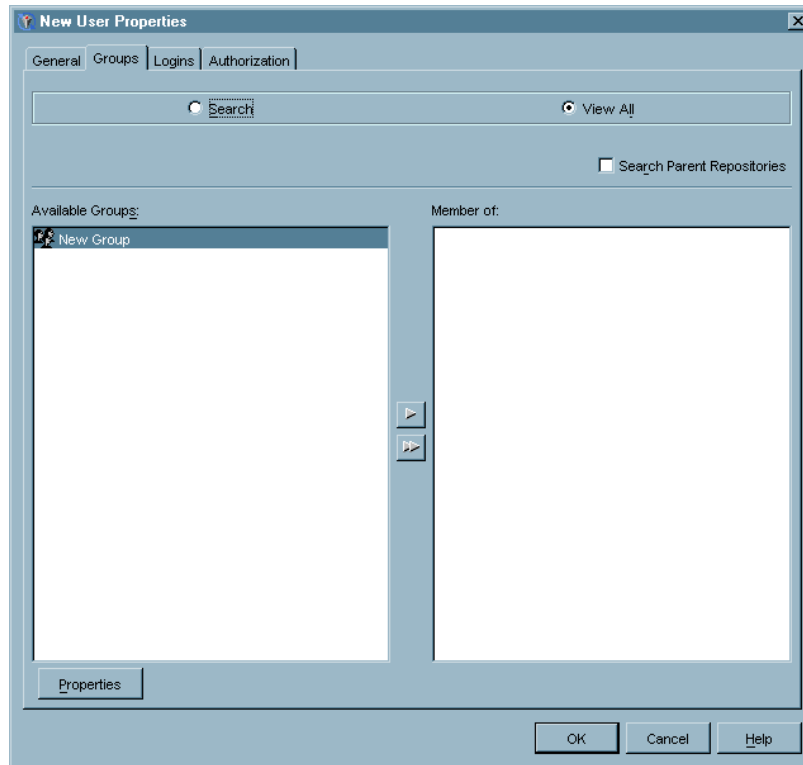 New User Properties
General Groups Logins Authorization
Search View All
Search Parent Repositories
Available Groups: Member of:
New Group
Properties
OK Cancel Help